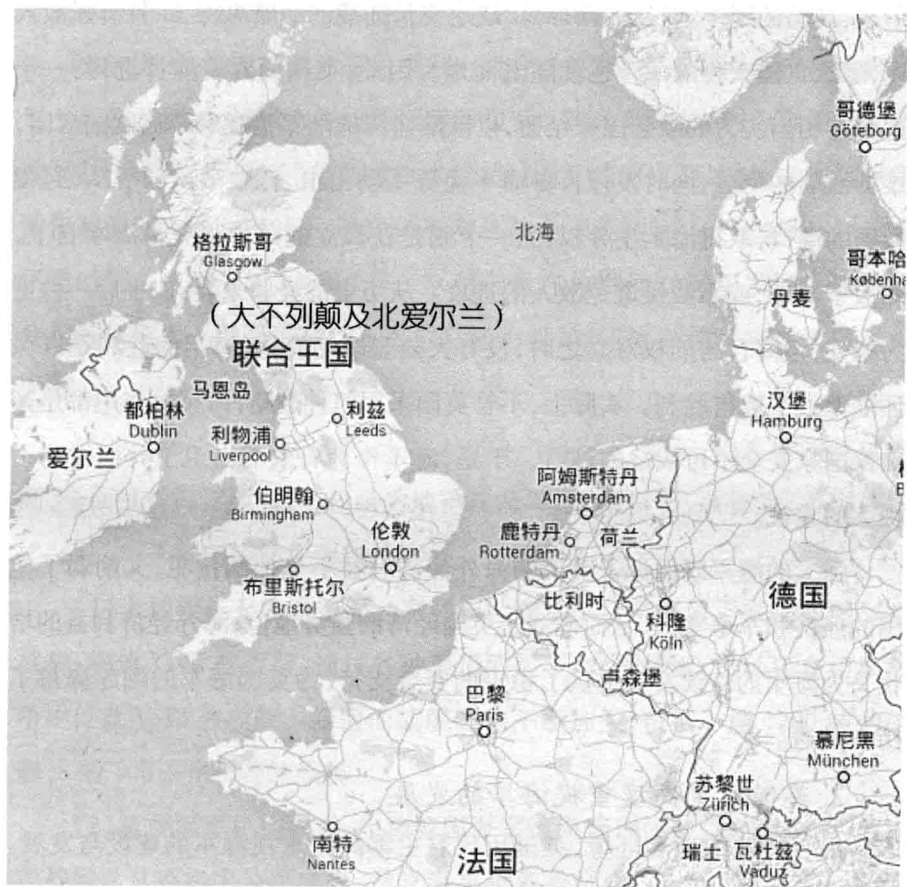 哥德堡
Göteborg
北海
格拉斯哥
Glasgow
哥本哈
Københa
丹麦
（大不列颠及北爱尔兰）
联合王国
马恩岛
都柏林
Dublin
利兹
Leeds
汉堡
Hamburg
利物浦
Liverpool
爱尔兰
阿姆斯特丹
Amsterdam
伯明翰
Birmingham
鹿特丹
Rotterdam
荷兰
伦敦
London
布里斯托尔
Bristol
比利时
德国
科隆
Köln
卢森堡
巴黎
Paris
慕尼黑
München
苏黎世
Zürich
南特
Nantes
法国
瑞士
瓦杜兹
Vaduz